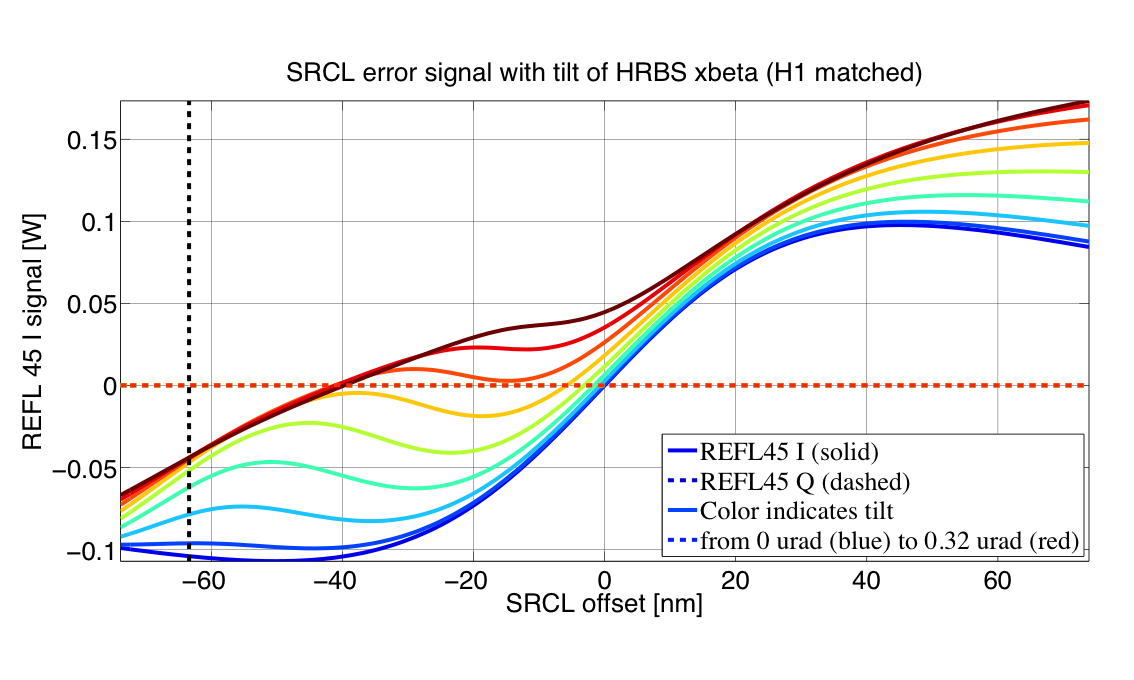 SRCL error signal with tilt of HRBS xbeta (H1 matched)
REFL 45 I signal [W]
0.15
0.1
0.05
0
−0.05
−0.1
REFL45 I (solid)
REFL45 Q (dashed)
Color indicates tilt
from 0 urad (blue) to 0.32 urad (red)
−60
−40
−20
0
20
40
60
SRCL offset [nm]